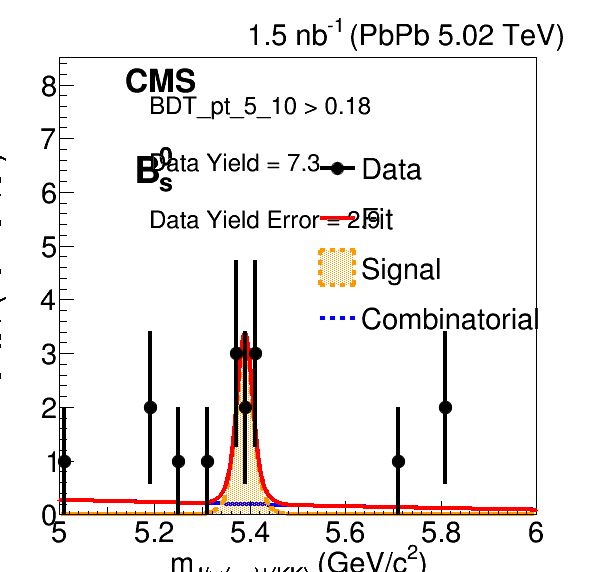 1.5 nb-1 (PbPb 5.02 TeV)
CMS
BDT_pt_5_10 > 0.18
B0s
Data Yield = 7.3
Data Yield Error = 2.9
Data
Fit
Signal
Combinatorial
8
7
6
5
4
3
2
1
0
5 5.2 5.4 5.6 5.8 6
m (GeV/c2)